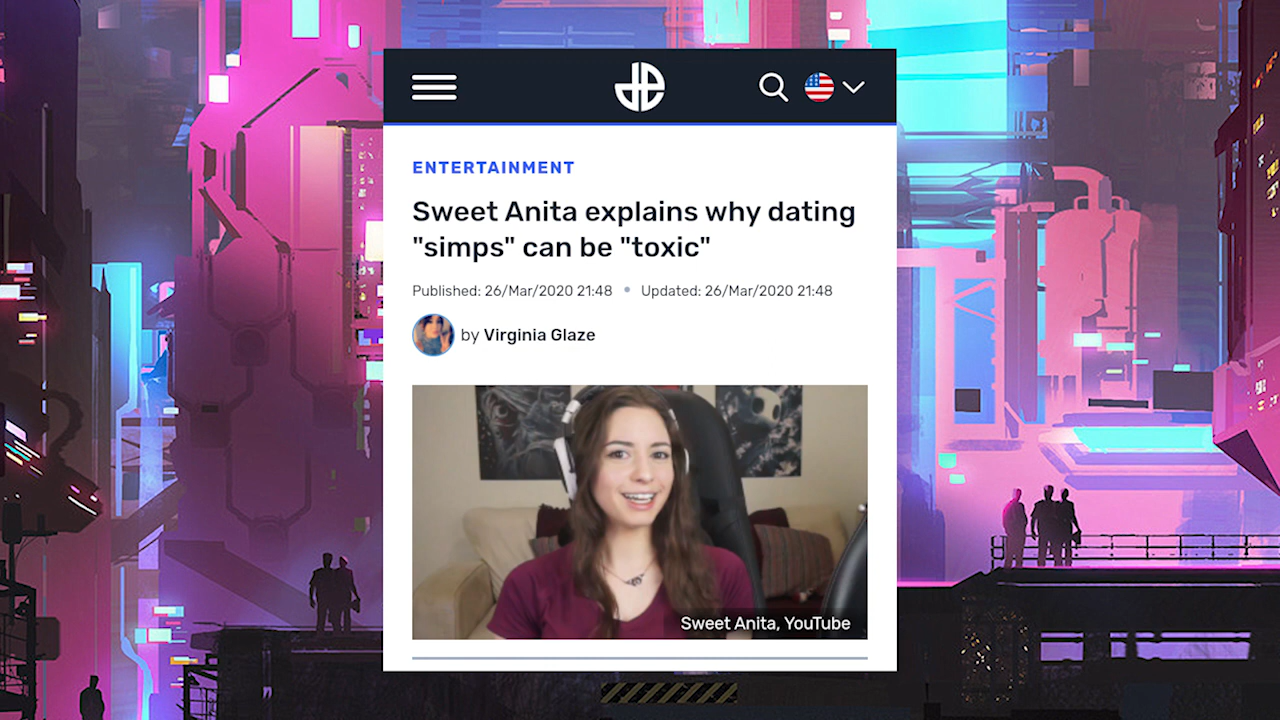 ENTERTAINMENT
Sweet Anita explains why dating
"simps" can be "toxic"
Published: 26/Mar/2020 21:48 • Updated: 26/Mar/2020 21:48
by Virginia Glaze
Sweet Anita, YouTube